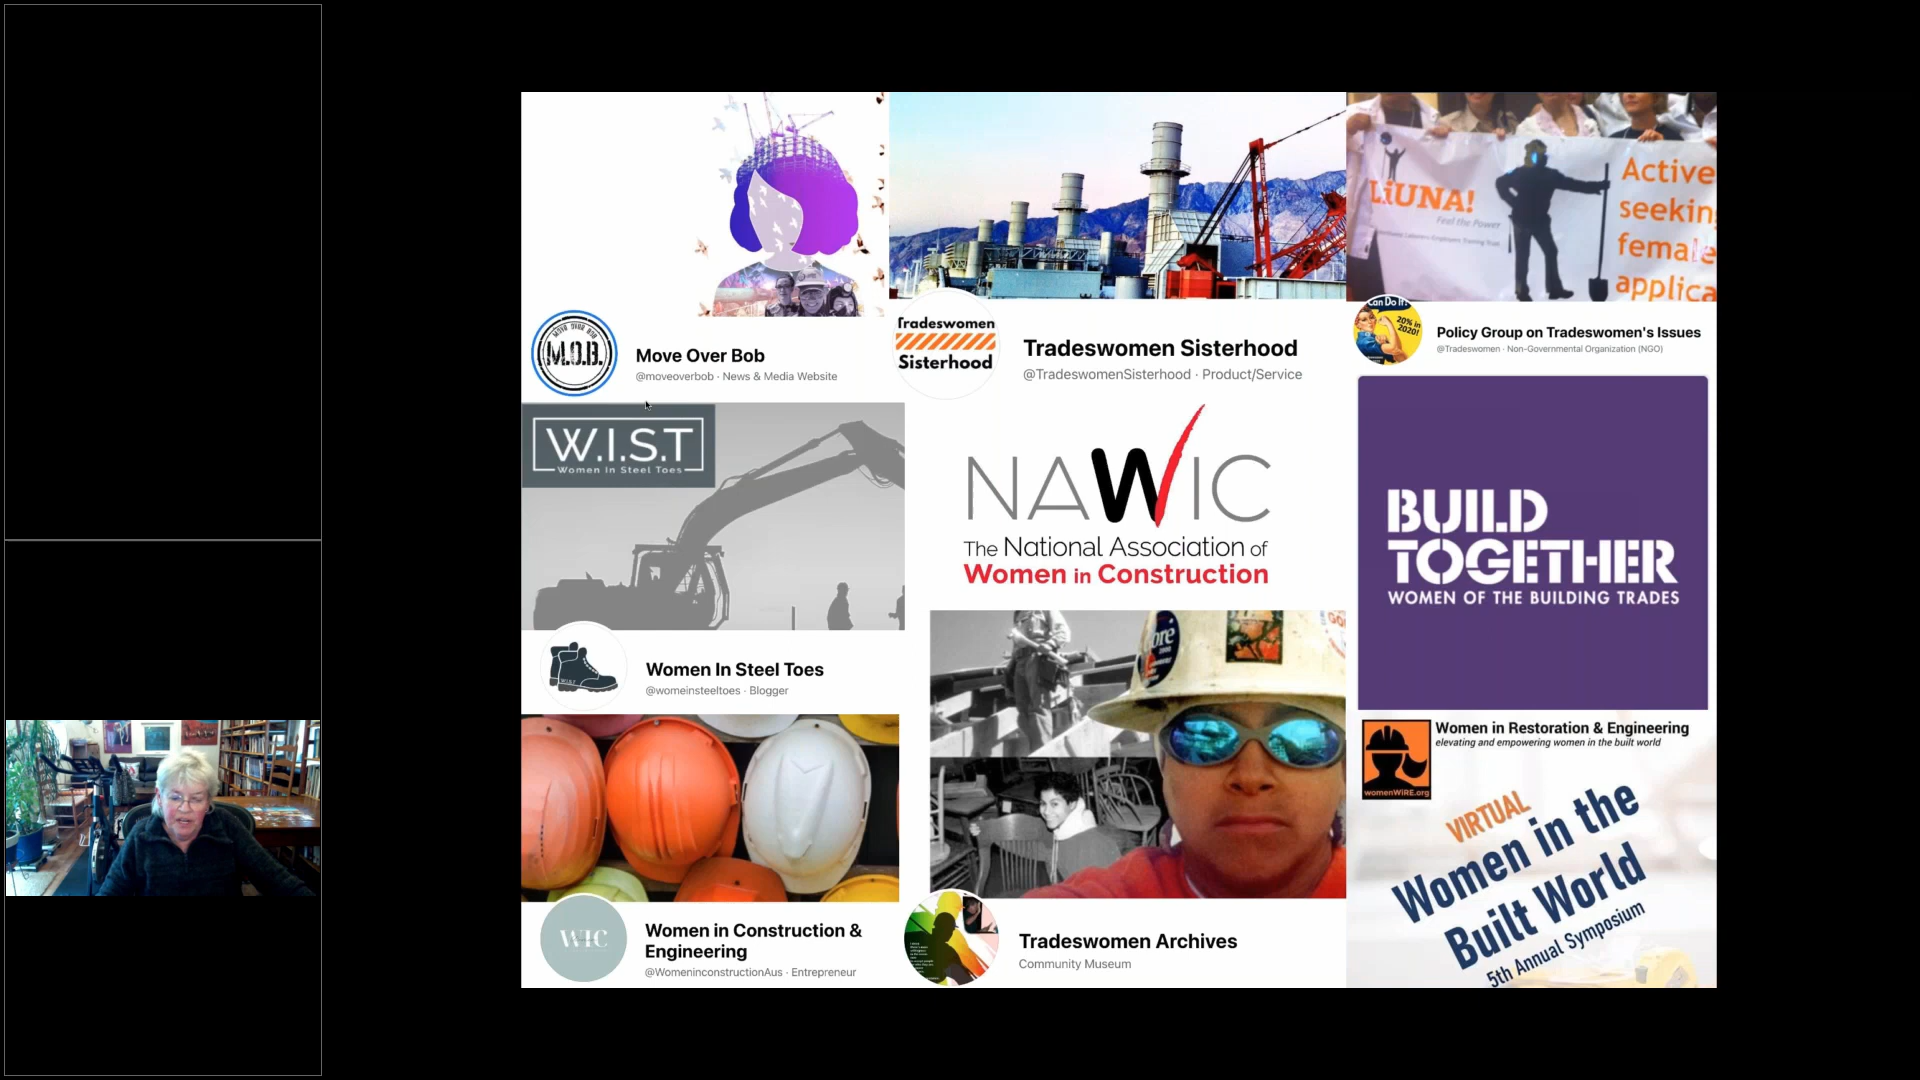 LiUNA!
Feel the Power
Active
seekin
female
applica
MOVE OVER BOB
M.O.B.
Move Over Bob
@moveoverbob · News & Media Website
Tradeswomen
Sisterhood
Tradeswomen Sisterhood
@TradeswomenSisterhood · Product/Service
Can Do It!
20% in
2020!
Policy Group on Tradeswomen's Issues
@Tradeswomen · Non-Governmental Organization (NGO)
W.I.S.T
Women In Steel Toes
NAWIC
The National Association of
Women in Construction
BUILD
TOGETHER
WOMEN OF THE BUILDING TRADES
W.I.S.T
Women In Steel Toes
@womeinsteeltoes · Blogger
ore
Women in Restoration & Engineering
elevating and empowering women in the built world
womenWiRE.org
VIRTUAL
Women in the
Built World
5th Annual Symposium
WIC
Women in Construction &
Engineering
@WomeninconstructionAus · Entrepreneur
Tradeswomen Archives
Community Museum